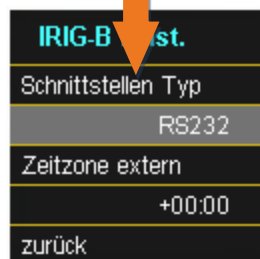 IRIG-B
Schnittstellen Typ
RS232
Zeitzone extern
+00:00
zurück